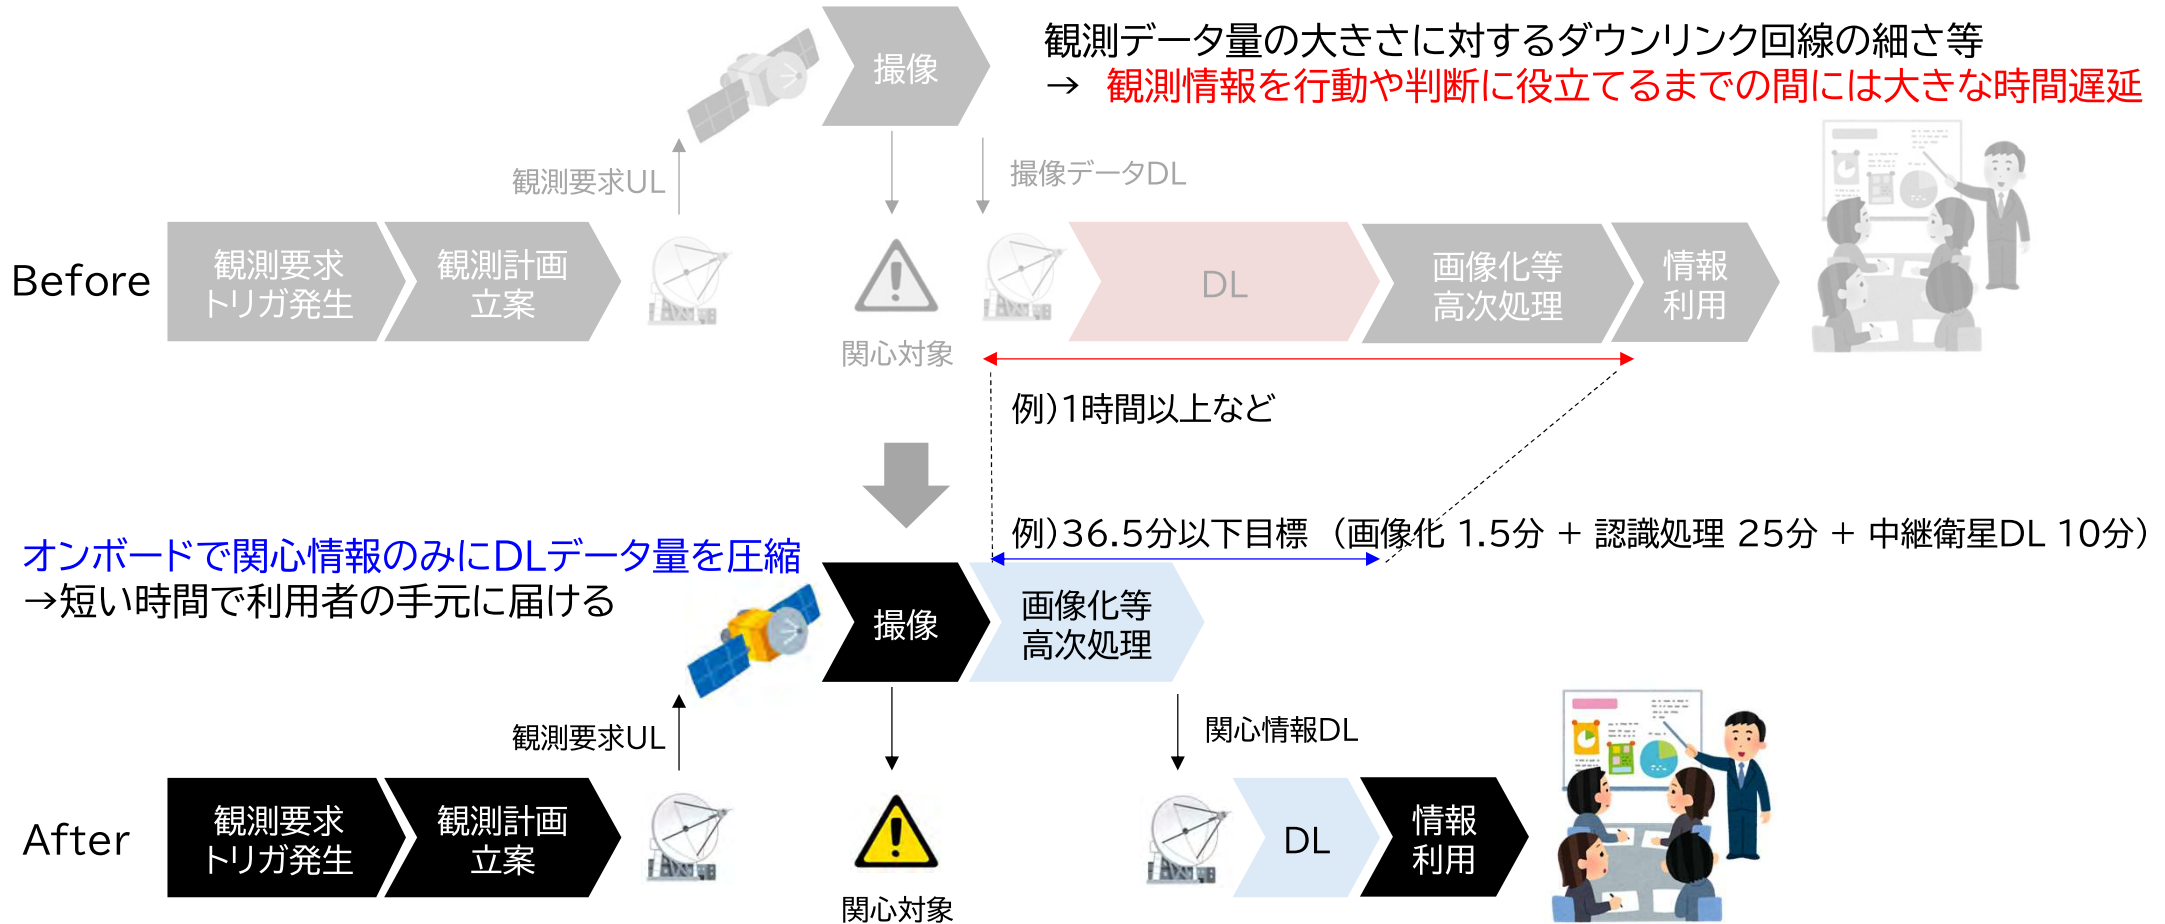 観測データ量の大きさに対するダウンリンク回線の細さ等
→ 観測情報を行動や判断に役立てるまでの間には大きな時間遅延
撮像
観測要求UL
撮像データDL
Before
観測要求
トリガ発生
観測計画
立案
関心対象
DL
画像化等
高次処理
情報
利用
例)1時間以上など
例)36.5分以下目標 (画像化 1.5分 + 認識処理 25分 + 中継衛星DL 10分)
オンボードで関心情報のみにDLデータ量を圧縮
→短い時間で利用者の手元に届ける
撮像
画像化等
高次処理
観測要求UL
関心情報DL
After
観測要求
トリガ発生
観測計画
立案
関心対象
DL
情報
利用